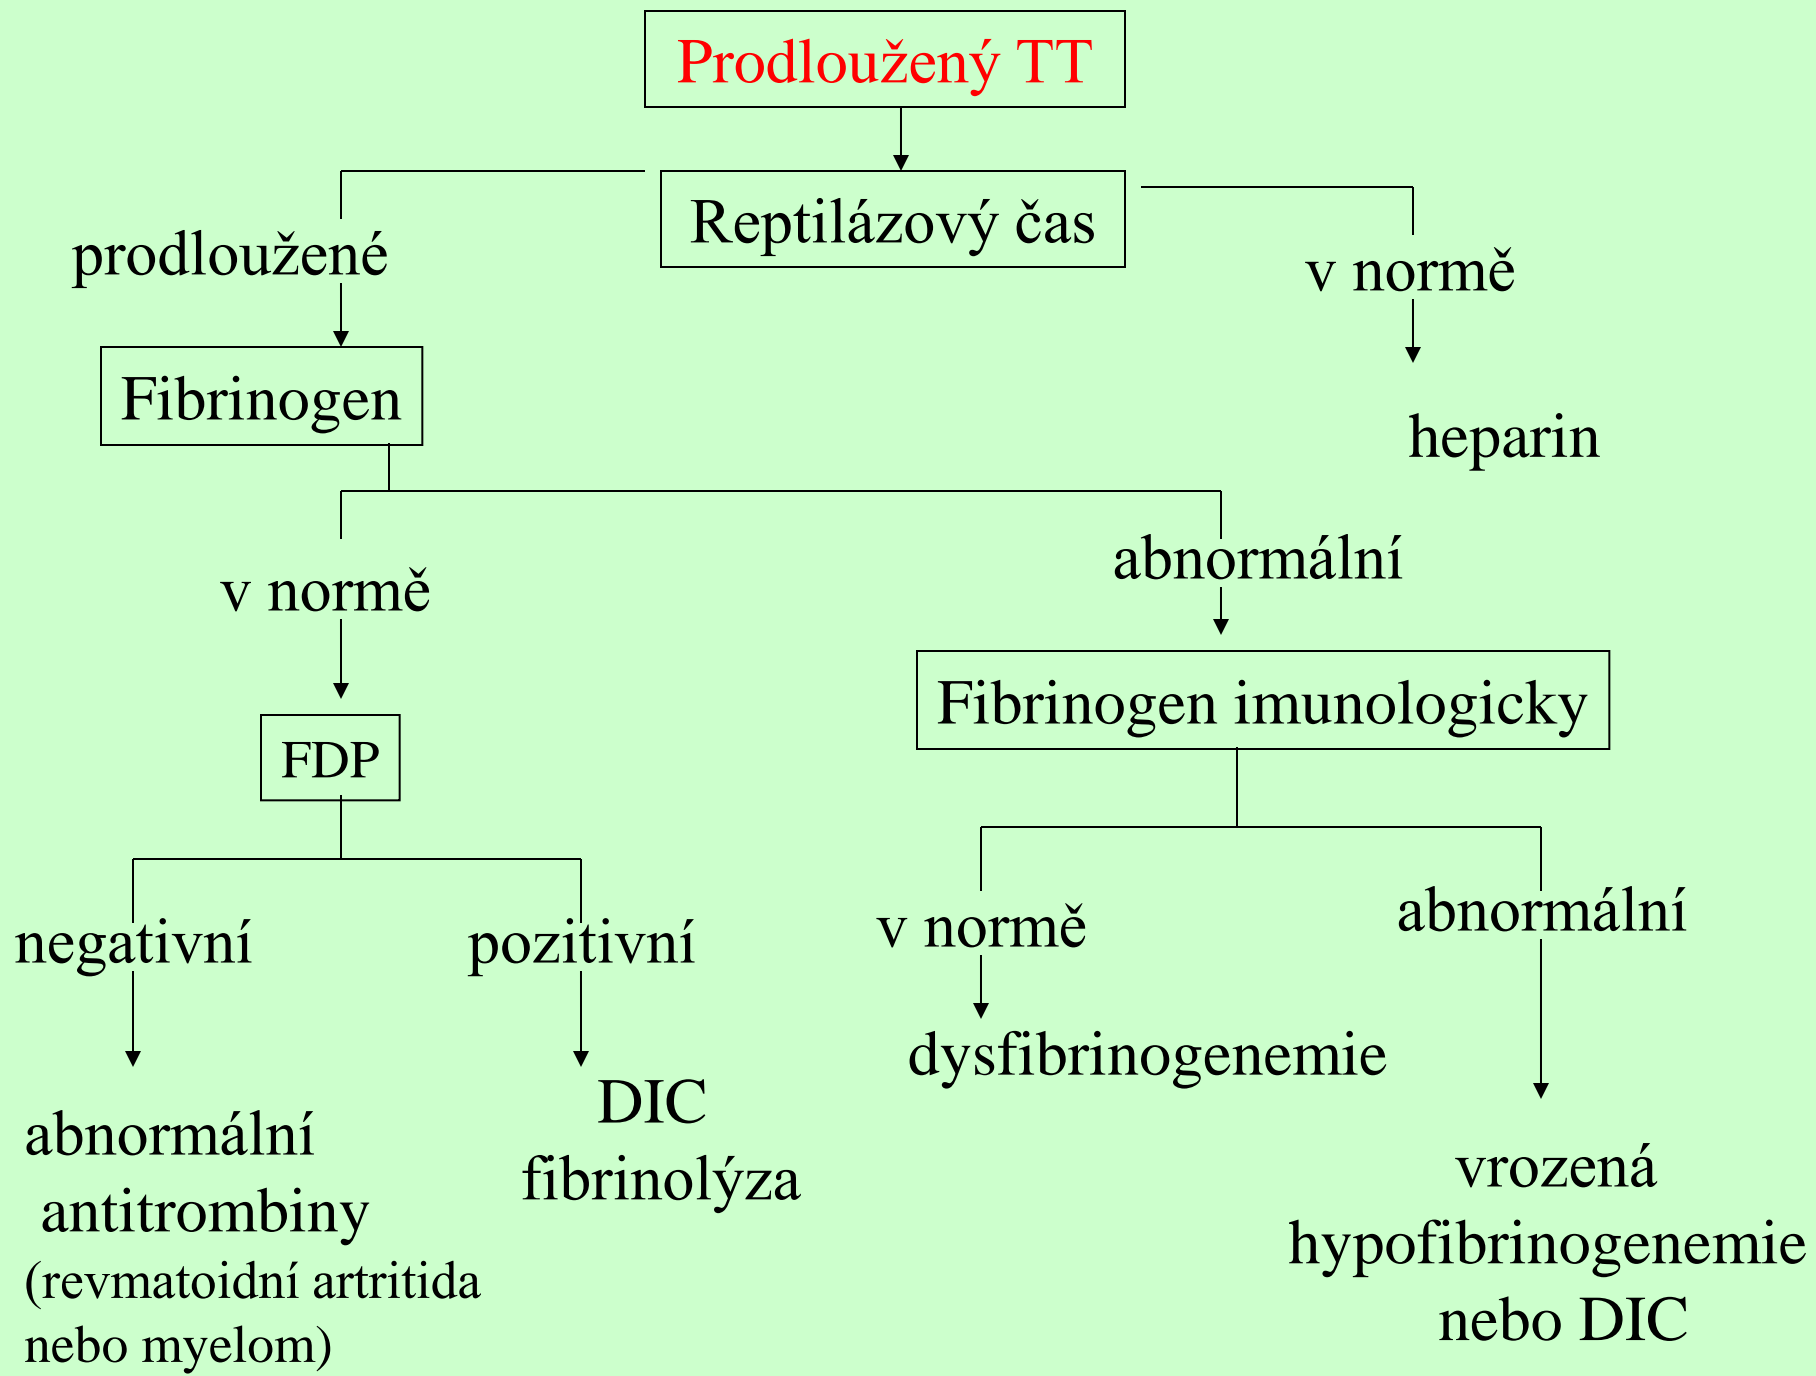 Prodloužený TT
Reptilázový čas
prodloužené
v normě
Fibrinogen
heparin
v normě
abnormální
Fibrinogen imunologicky
FDP
negativní
pozitivní
v normě
abnormální
dysfibrinogenemie
abnormální
antitrombiny
(revmatoidní artritida
nebo myelom)
DIC
fibrinolýza
vrozená
hypofibrinogenemie
nebo DIC